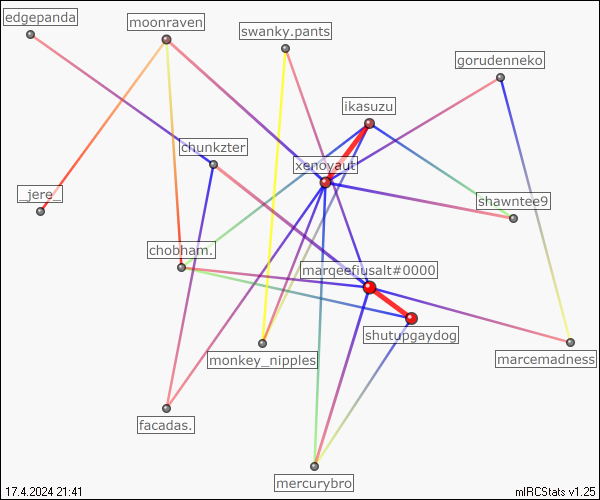 edgepanda
moonraven
swanky.pants
gorudenneko
ikasuzu
chunkzter
xenoyaut
_jere_
shawntee9
chobham.
marqeefiusalt#0000
shutupgaydog
monkey_nipples
marcemadness
facadas.
mercurybro
17.4.2024 21:41
mIRCStats v1.25